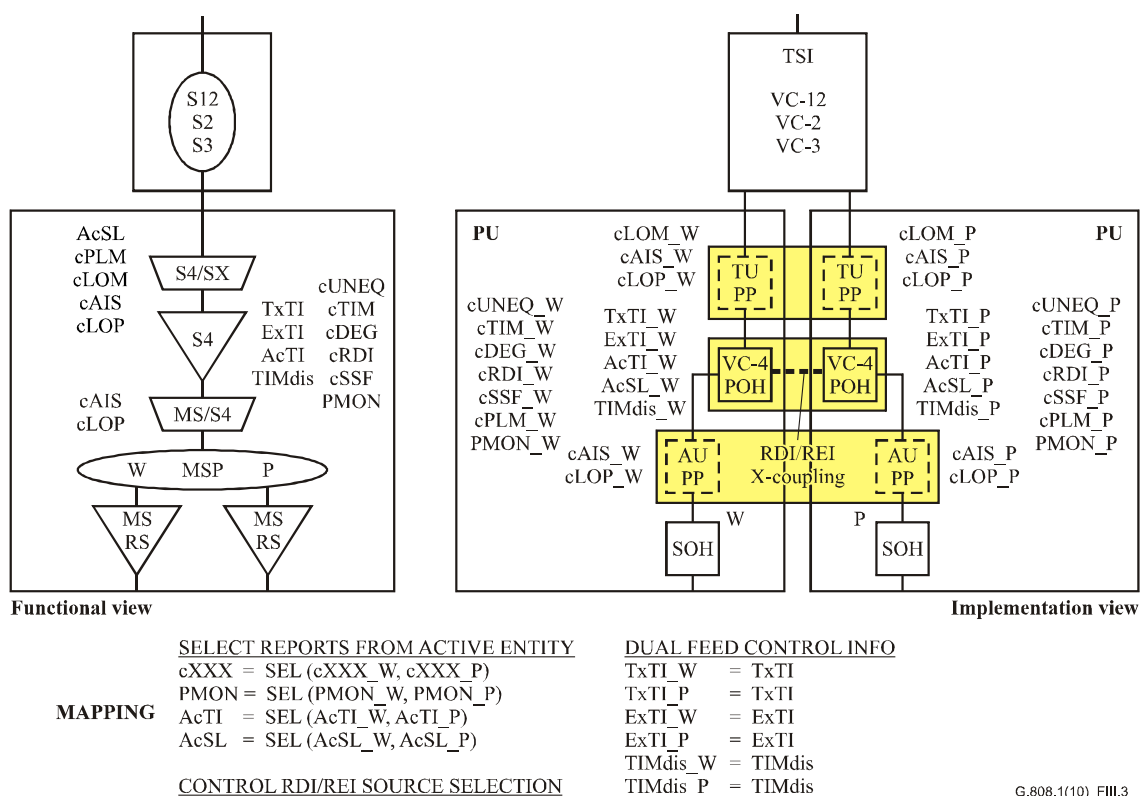 S12
S2
S3
AcSL
cPLM
cLOM
cAIS
cLOP
S4/SX
TxTI
ExTI
AcTI
TIMdis
cUNEQ
cTIM
cDEG
cRDI
cSSF
PMON
S4
cAIS
cLOP
MS/S4
W MSP P
MS
RS
MS
RS
Functional view
TSI
VC-12
VC-2
VC-3
PU
cLOM_W
cAIS_W
cLOP_W
TU
PP
TU
PP
cLOM_P
cAIS_P
cLOP_P
PU
cUNEQ_W
cTIM_W
cDEG_W
cRDI_W
cSSF_W
cPLM_W
PMON_W
TxTI_W
ExTI_W
AcTI_W
AcSL_W
TIMdis_W
VC-4
POH
VC-4
POH
TxTI_P
ExTI_P
AcTI_P
AcSL_P
TIMdis_P
cUNEQ_P
cTIM_P
cDEG_P
cRDI_P
cSSF_P
cPLM_P
PMON_P
cAIS_W
cLOP_W
AU
PP
RDI/REI
X-coupling
AU
PP
cAIS_P
cLOP_P
W
P
SOH
SOH
Implementation view
MAPPING
SELECT REPORTS FROM ACTIVE ENTITY
cXXX = SEL (cXXX_W, cXXX_P)
PMON = SEL (PMON_W, PMON_P)
AcTI = SEL (AcTI_W, AcTI_P)
AcSL = SEL (AcSL_W, AcSL_P)
CONTROL RDI/REI SOURCE SELECTION
DUAL FEED CONTROL INFO
TxTI_W = TxTI
TxTI_P = TxTI
ExTI_W = ExTI
ExTI_P = ExTI
TIMdis_W = TIMdis
TIMdis_P = TIMdis
G.808.1(10)_FIII.3